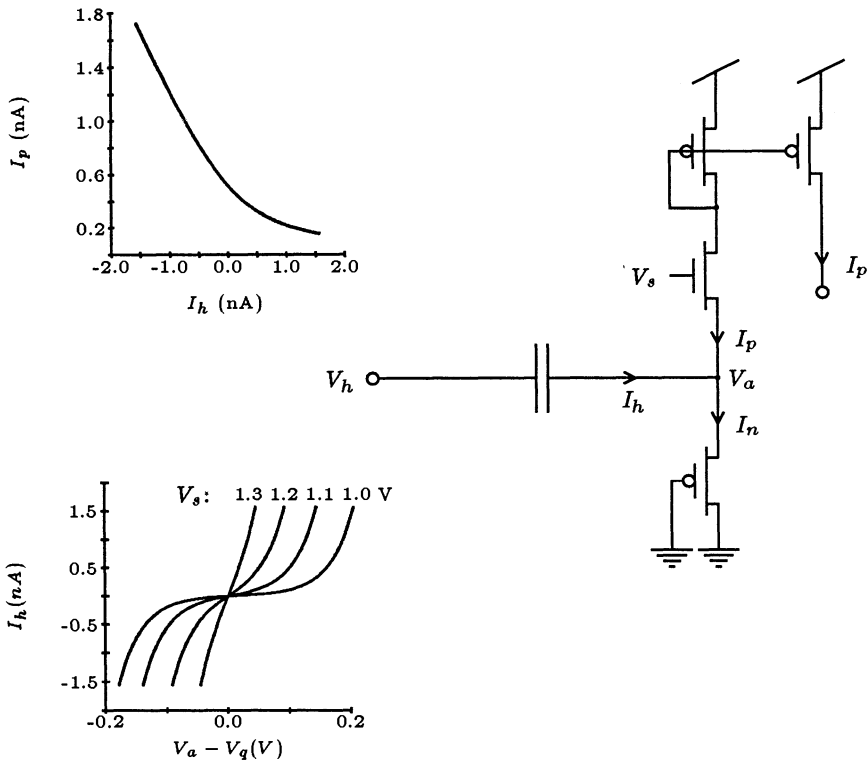 1.8
1.4
1.0
0.6
0.2
I_p (nA)
-2.0 -1.0 0.0 1.0 2.0
I_h (nA)
V_s
I_p
I_p
V_h
I_h
V_a
I_n
V_s: 1.3 1.2 1.1 1.0 V
1.5
0.5
-0.5
-1.5
I_h(nA)
-0.2 0.0 0.2
V_a - V_q(V)